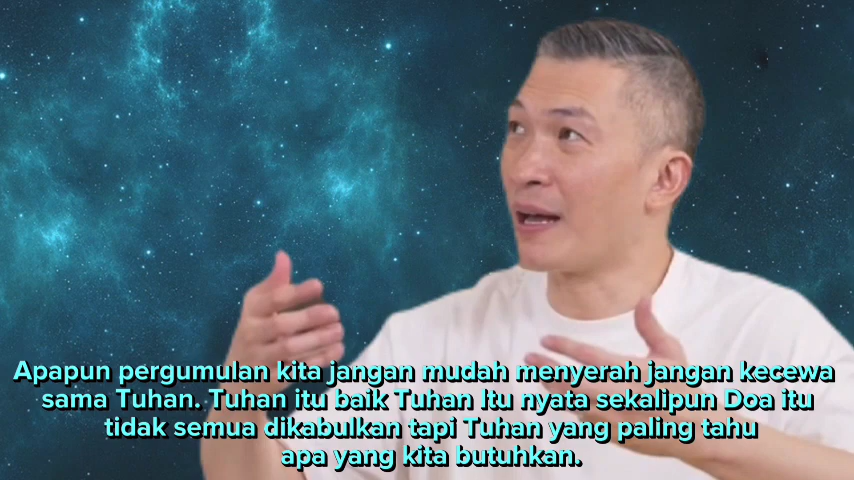 Apapun pergumulan kita jangan mudah menyerah jangan kecewa
sama Tuhan. Tuhan itu baik Tuhan Itu nyata sekalipun Doa itu
tidak semua dikabulkan tapi Tuhan yang paling tahu
apa yang kita butuhkan.